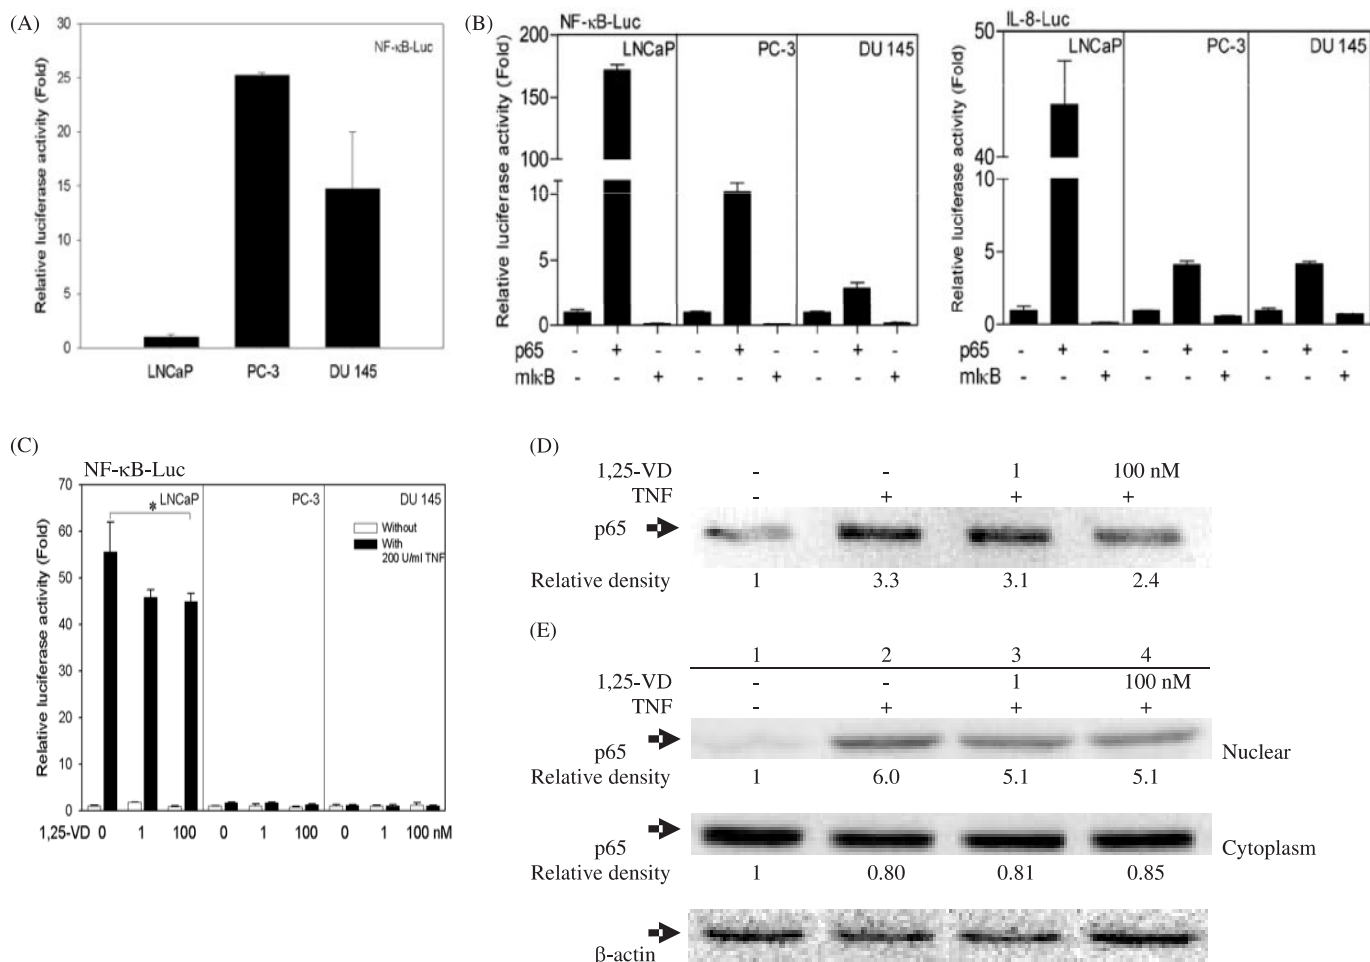 (A)
30
25
20
15
10
5
0
Relative luciferase activity (Fold)
NF-κB-Luc
LNCaP PC-3 DU 145
(B)
NF-κB-Luc
200
150
100
10
5
0
Relative luciferase activity (Fold)
LNCaP PC-3 DU 145
p65 - + - - + - - + -
mIκB - - + - - + - - +
IL-8-Luc
50
40
10
5
0
Relative luciferase activity (Fold)
LNCaP PC-3 DU 145
p65 - + - - + - - + -
mIκB - - + - - + - - +
(C)
NF-κB-Luc
70
60
50
40
30
20
10
0
Relative luciferase activity (Fold)
LNCaP PC-3 DU 145
*
Without
With
200 U/ml TNF
1,25-VD 0 1 100 0 1 100 0 1 100 nM
(D)
1,25-VD - - 1 100 nM
TNF - + + +
p65
Relative density 1 3.3 3.1 2.4
(E)
1 2 3 4
1,25-VD - - 1 100 nM
TNF - + + +
p65 Nuclear
Relative density 1 6.0 5.1 5.1
p65 Cytoplasm
Relative density 1 0.80 0.81 0.85
β-actin